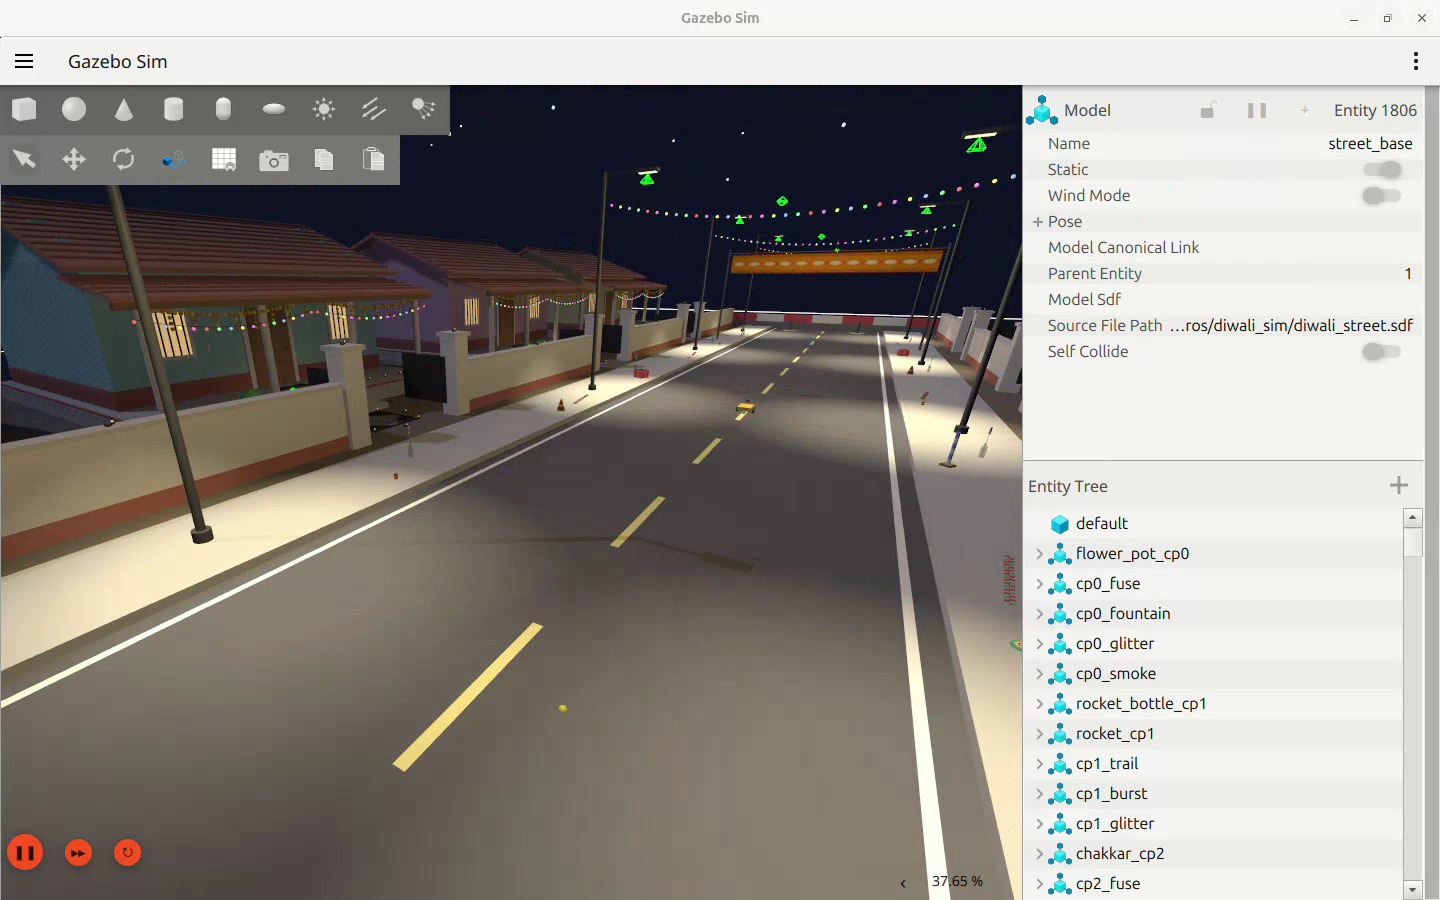 Gazebo Sim
Gazebo Sim
Model
Entity 1806
Name
street_base
Static
Wind Mode
Pose
Model Canonical Link
Parent Entity
1
Model Sdf
Source File Path
...ros/diwali_sim/diwali_street.sdf
Self Collide
Entity Tree
default
flower_pot_cp0
cp0_fuse
cp0_fountain
cp0_glitter
cp0_smoke
rocket_bottle_cp1
rocket_cp1
cp1_trail
cp1_burst
cp1_glitter
chakkar_cp2
cp2_fuse
37.65 %